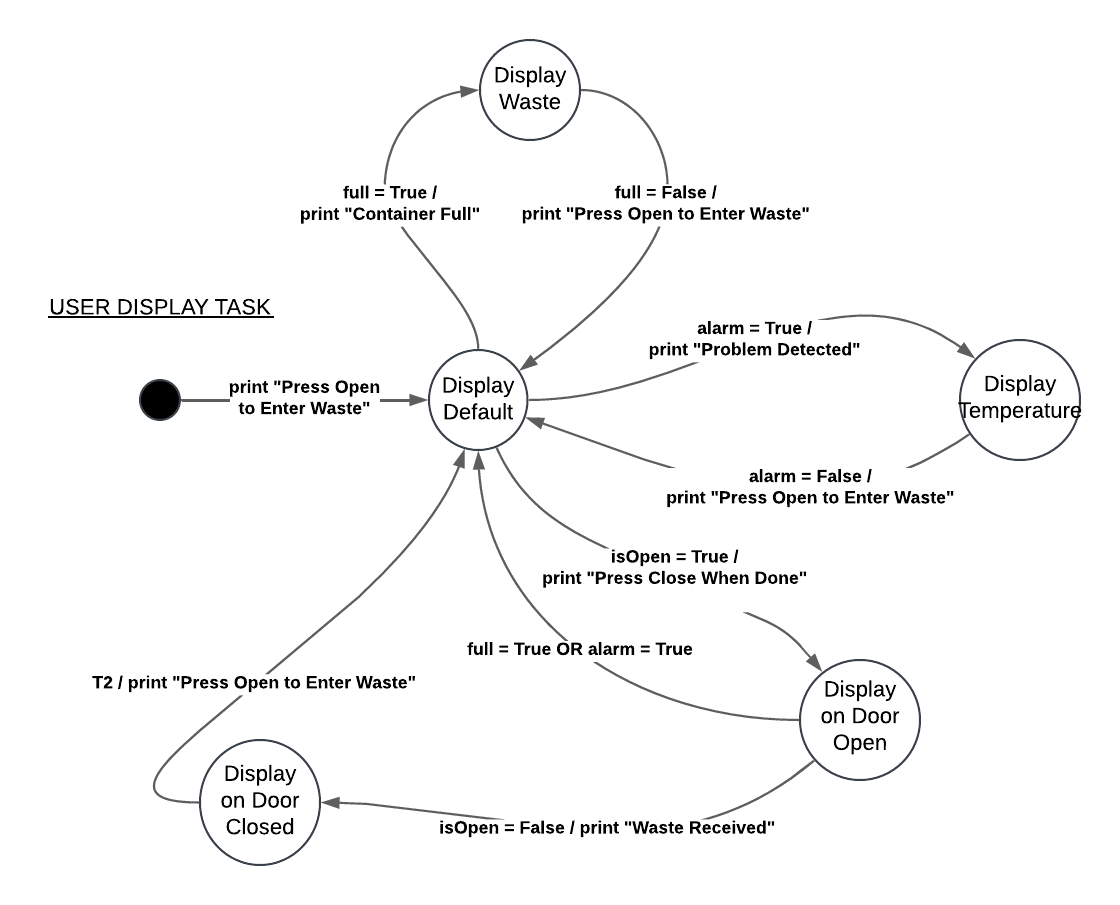 Display
Waste
full = True /
print "Container Full"
full = False /
print "Press Open to Enter Waste"
USER DISPLAY TASK
alarm = True /
print "Problem Detected"
print "Press Open
to Enter Waste"
Display
Default
Display
Temperature
alarm = False /
print "Press Open to Enter Waste"
isOpen = True /
print "Press Close When Done"
full = True OR alarm = True
T2 / print "Press Open to Enter Waste"
Display
on Door
Open
Display
on Door
Closed
isOpen = False / print "Waste Received"